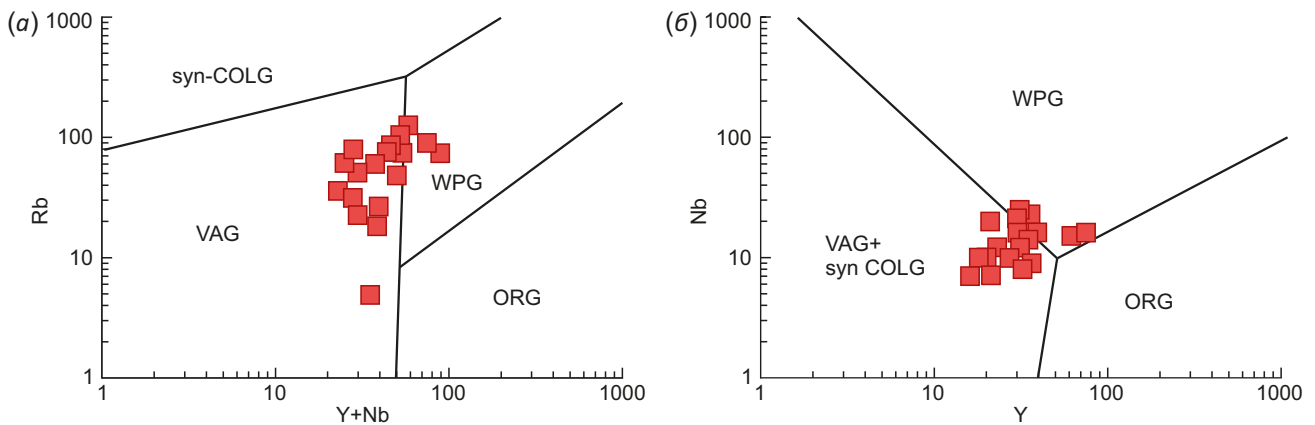 (а)
syn-COLG
VAG
WPG
ORG
Rb
1000
100
10
1
1
10
100
1000
Y+Nb
(б)
WPG
VAG+
syn COLG
ORG
Nb
1000
100
10
1
1
10
100
1000
Y